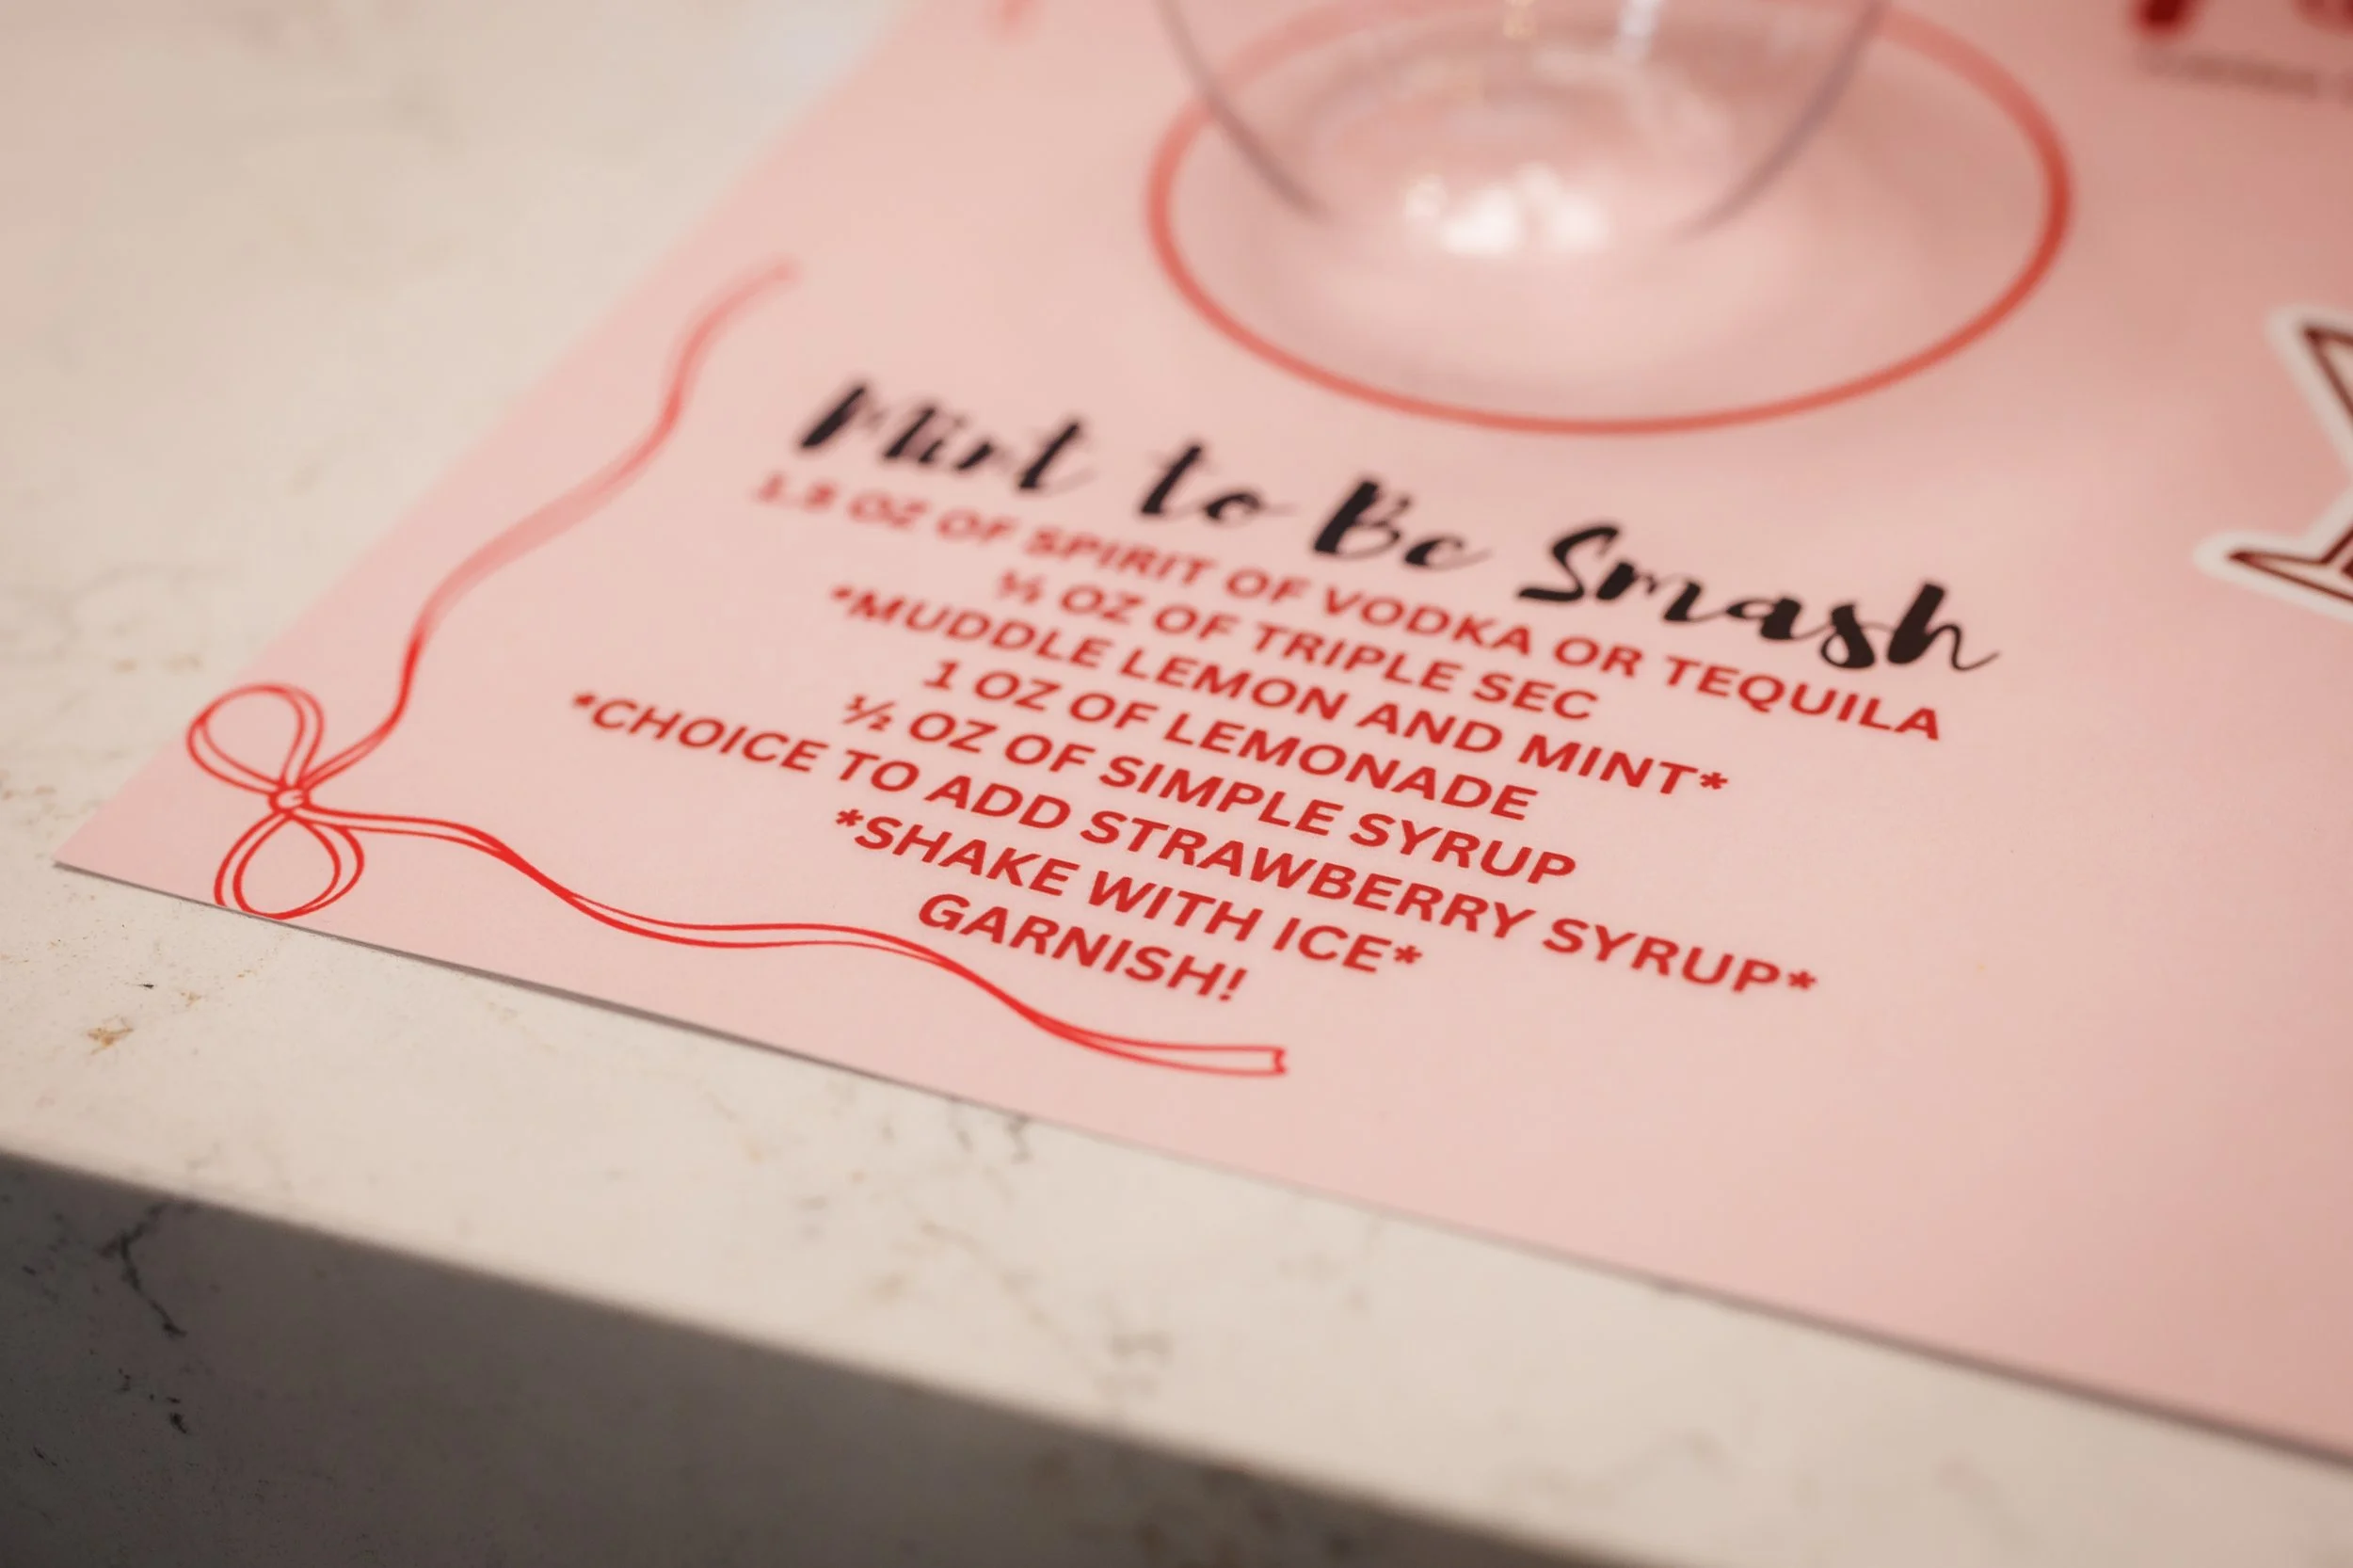 Mint to Be Smash
1.5 OZ OF SPIRIT OF VODKA OR TEQUILA
OZ OF TRIPLE SEC
*MUDDLE LEMON AND MINT*
1 OZ OF LEMONADE
½ OZ OF SIMPLE SYRUP
*CHOICE TO ADD STRAWBERRY SYRUP*
*SHAKE WITH ICE*
GARNISH!